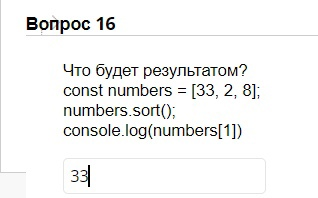 Вопрос 16
Что будет результатом?
const numbers = [33, 2, 8];
numbers.sort();
console.log(numbers[1])
33